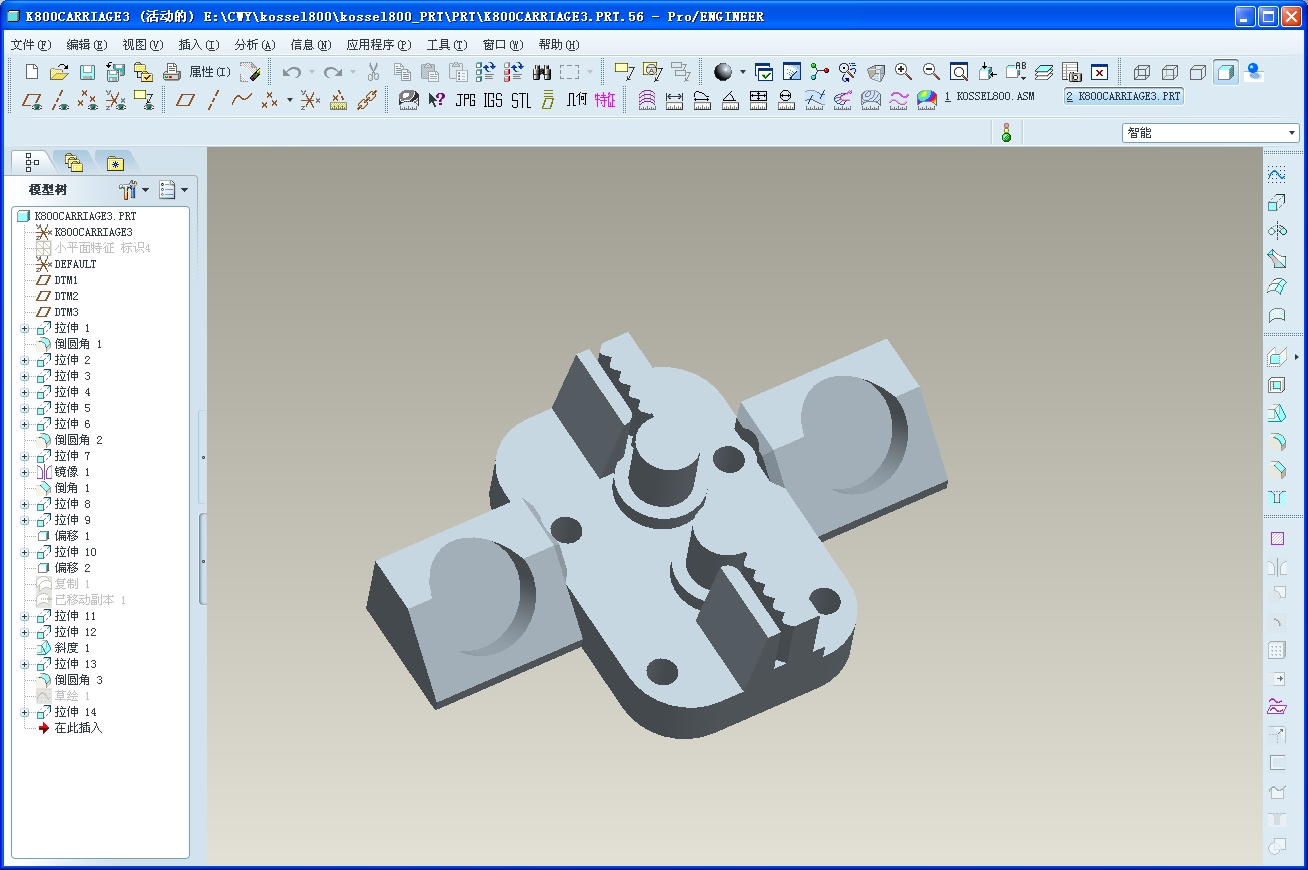 K800CARRIAGE3 (活动的) E:\CWY\kossel800\kossel800_PRT\PRT\K800CARRIAGE3.PRT.56 - Pro/ENGINEER
文件(F) 编辑(E) 视图(V) 插入(I) 分析(A) 信息(N) 应用程序(P) 工具(T) 窗口(W) 帮助(H)
属性(I)
JPG IGS STL 几何 特征 1 KOSSEL800.ASM 2 K800CARRIAGE3.PRT
智能
模型树
K800CARRIAGE3.PRT
K800CARRIAGE3
小平面特征 标识4
DEFAULT
DTM1
DTM2
DTM3
拉伸 1
倒圆角 1
拉伸 2
拉伸 3
拉伸 4
拉伸 5
拉伸 6
倒圆角 2
拉伸 7
镜像 1
倒角 1
拉伸 8
拉伸 9
偏移 1
拉伸 10
偏移 2
复制 1
已移动副本 1
拉伸 11
拉伸 12
斜度 1
拉伸 13
倒圆角 3
草绘 1
拉伸 14
在此插入